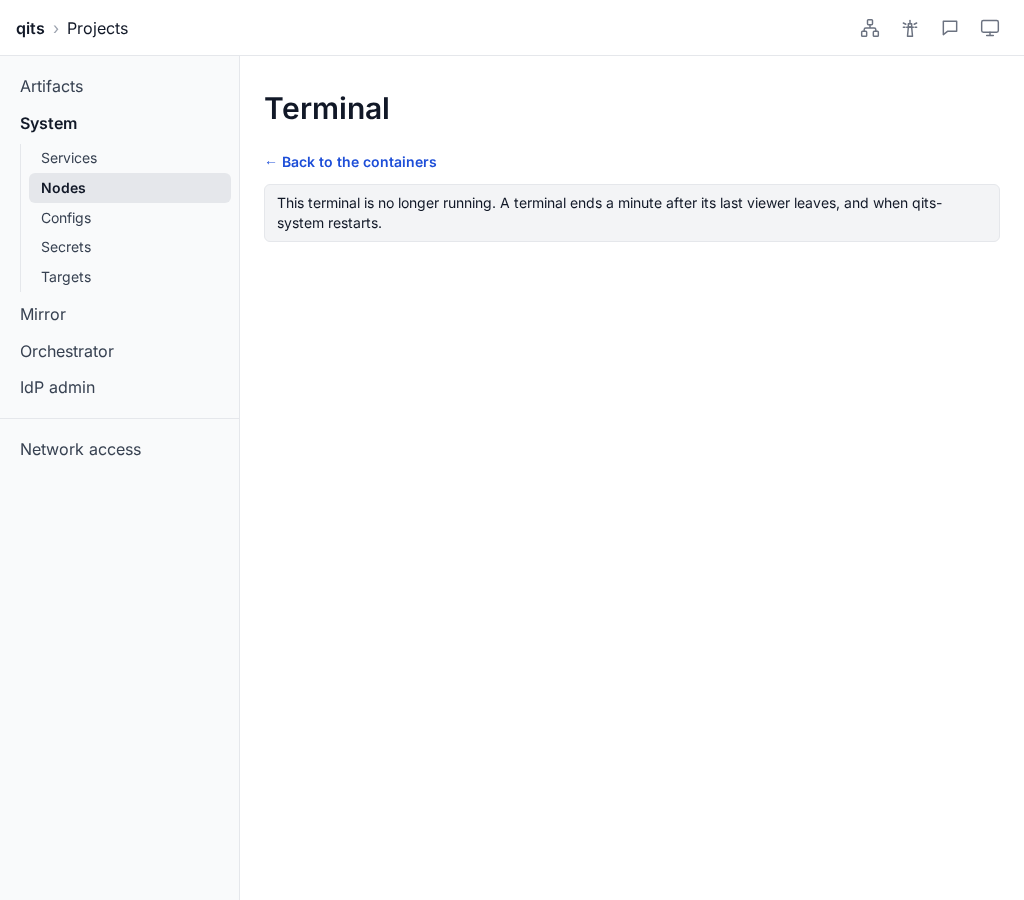 qits › Projects
Artifacts
System
Services
Nodes
Configs
Secrets
Targets
Mirror
Orchestrator
IdP admin
Network access
Terminal
← Back to the containers
This terminal is no longer running. A terminal ends a minute after its last viewer leaves, and when qits-
system restarts.